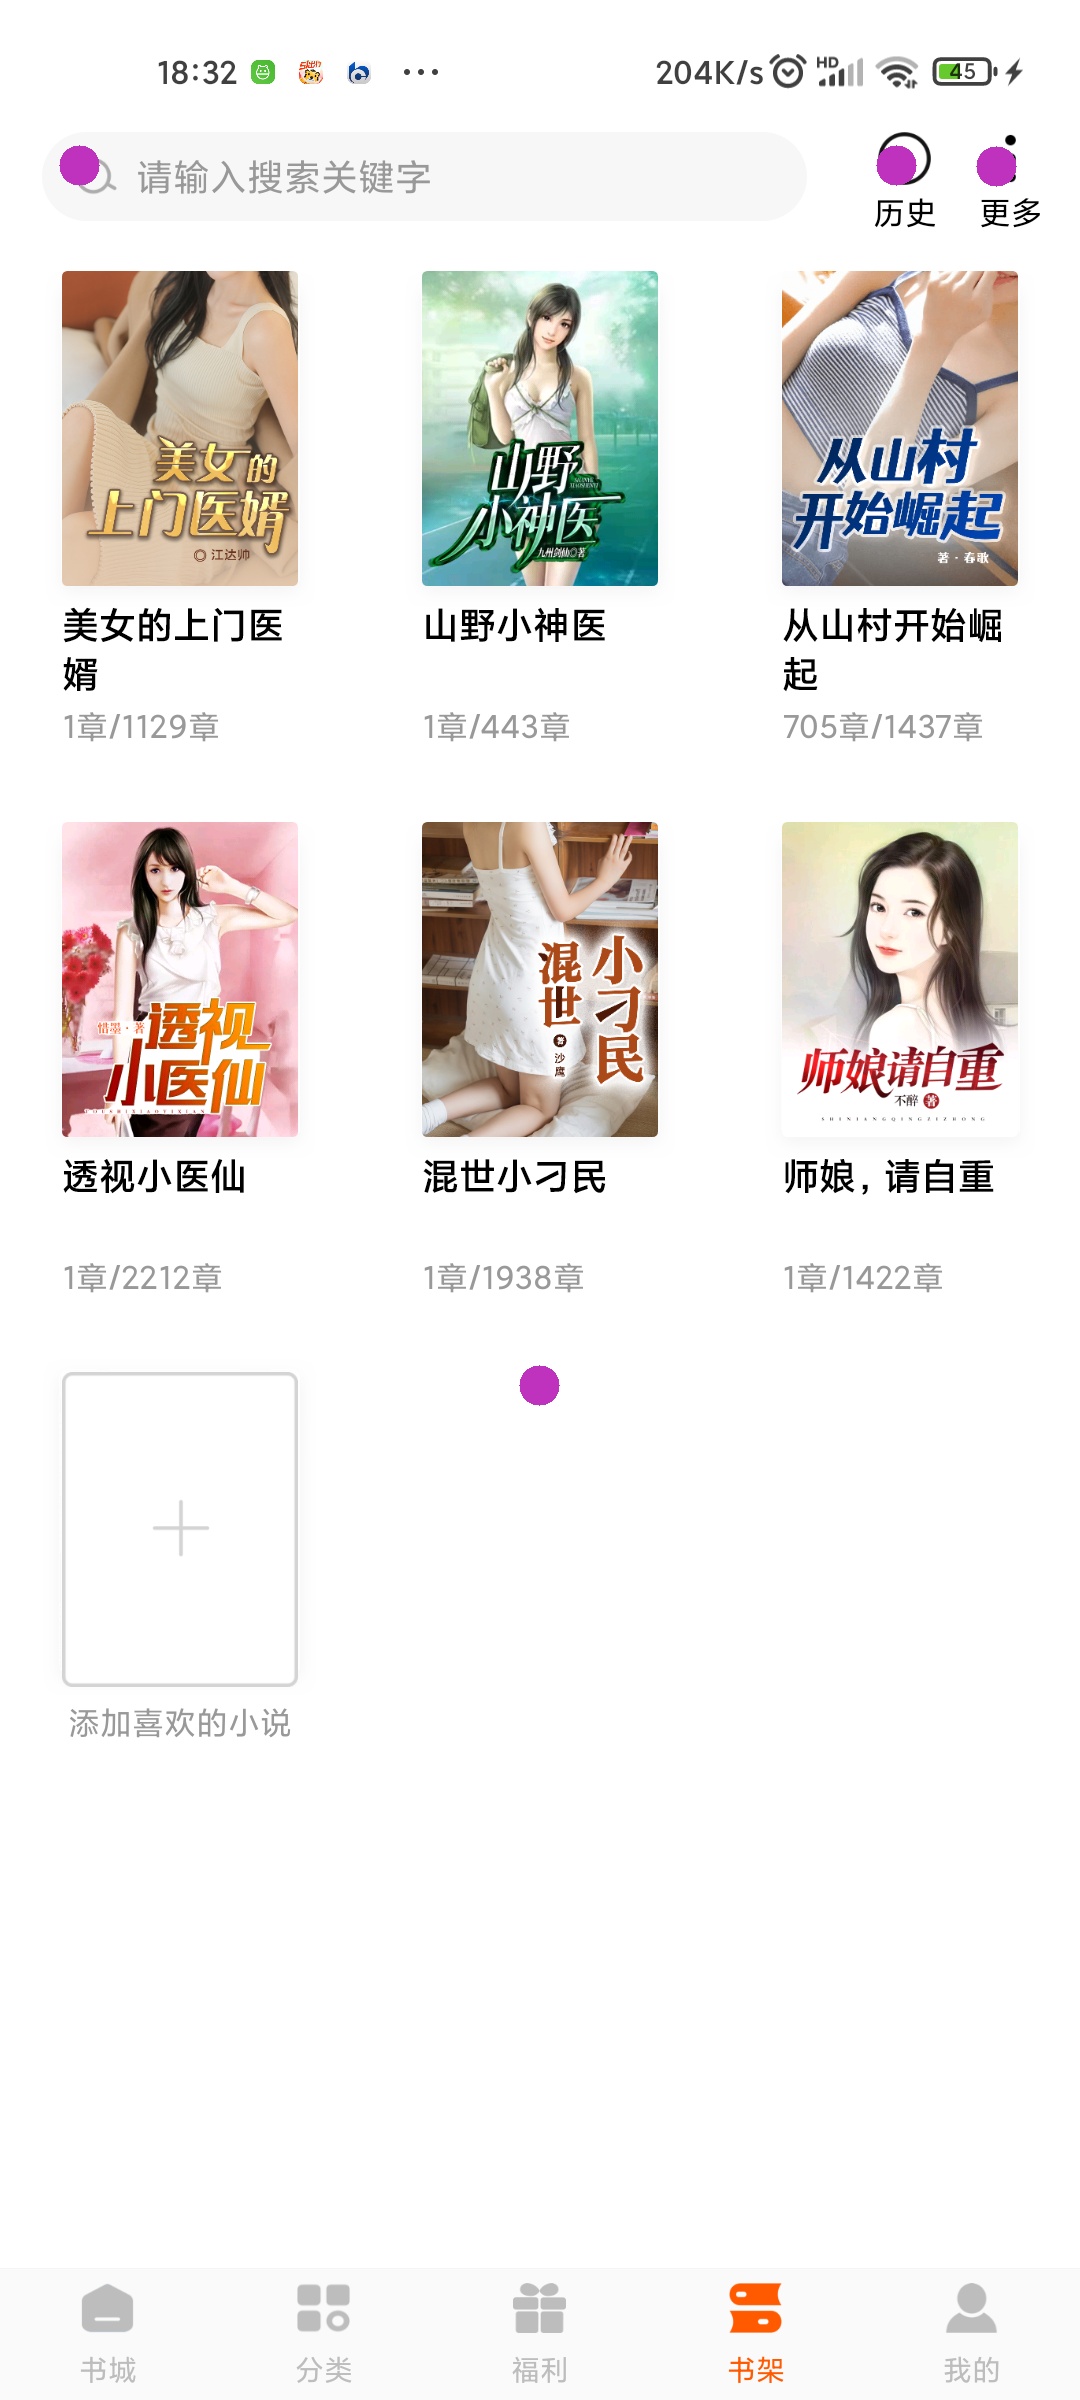 18:32
204K/s
HD
45
请输入搜索关键字
历史
更多
美女的
上门医婿
江达帅
山野
小神医
九州剑仙◎著
从山村
开始崛起
著·春歌
美女的上门医
婿
1章/1129章
山野小神医
1章/443章
从山村开始崛
起
705章/1437章
惜墨·著
透视
小医仙
混世
小刁民
著
沙鹰
师娘请自重
不醉 著
SHINIANGQINGZIZHONG
透视小医仙
1章/2212章
混世小刁民
1章/1938章
师娘，请自重
1章/1422章
添加喜欢的小说
书城
分类
福利
书架
我的